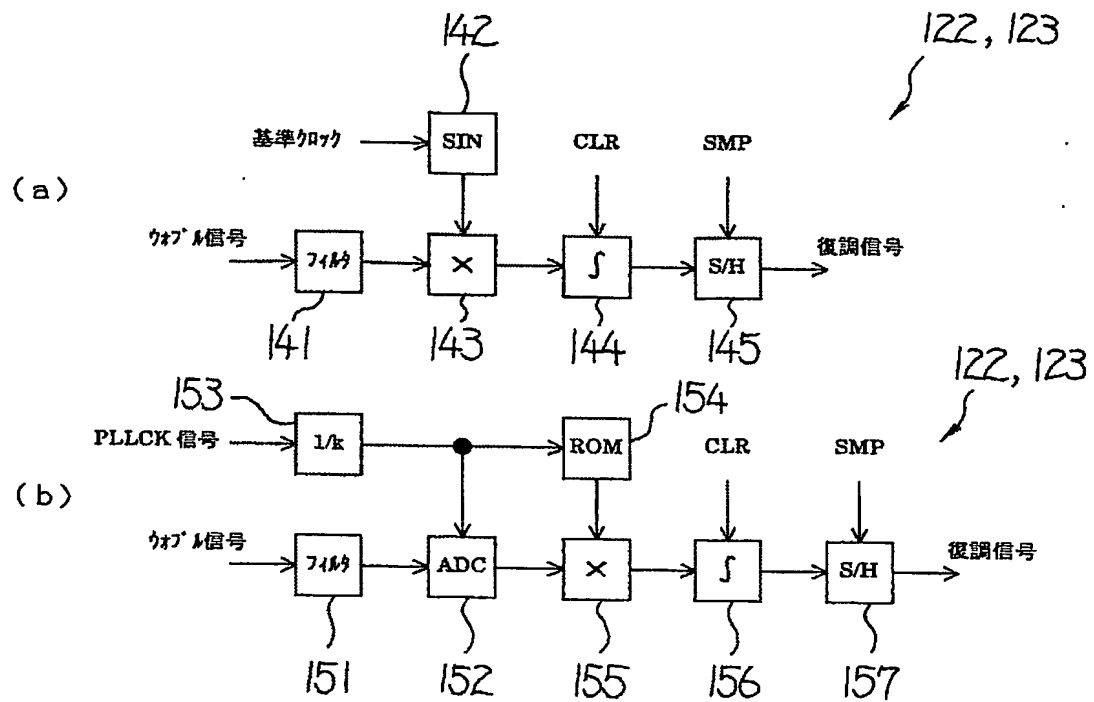 142
122, 123
基準クロック
SIN
CLR
SMP
(a)
ウォブル信号
フィルタ
×
∫
S/H
復調信号
141
143
144
145
122, 123
153
154
PLLCK 信号
1/k
ROM
CLR
SMP
(b)
ウォブル信号
フィルタ
ADC
×
∫
S/H
復調信号
151
152
155
156
157